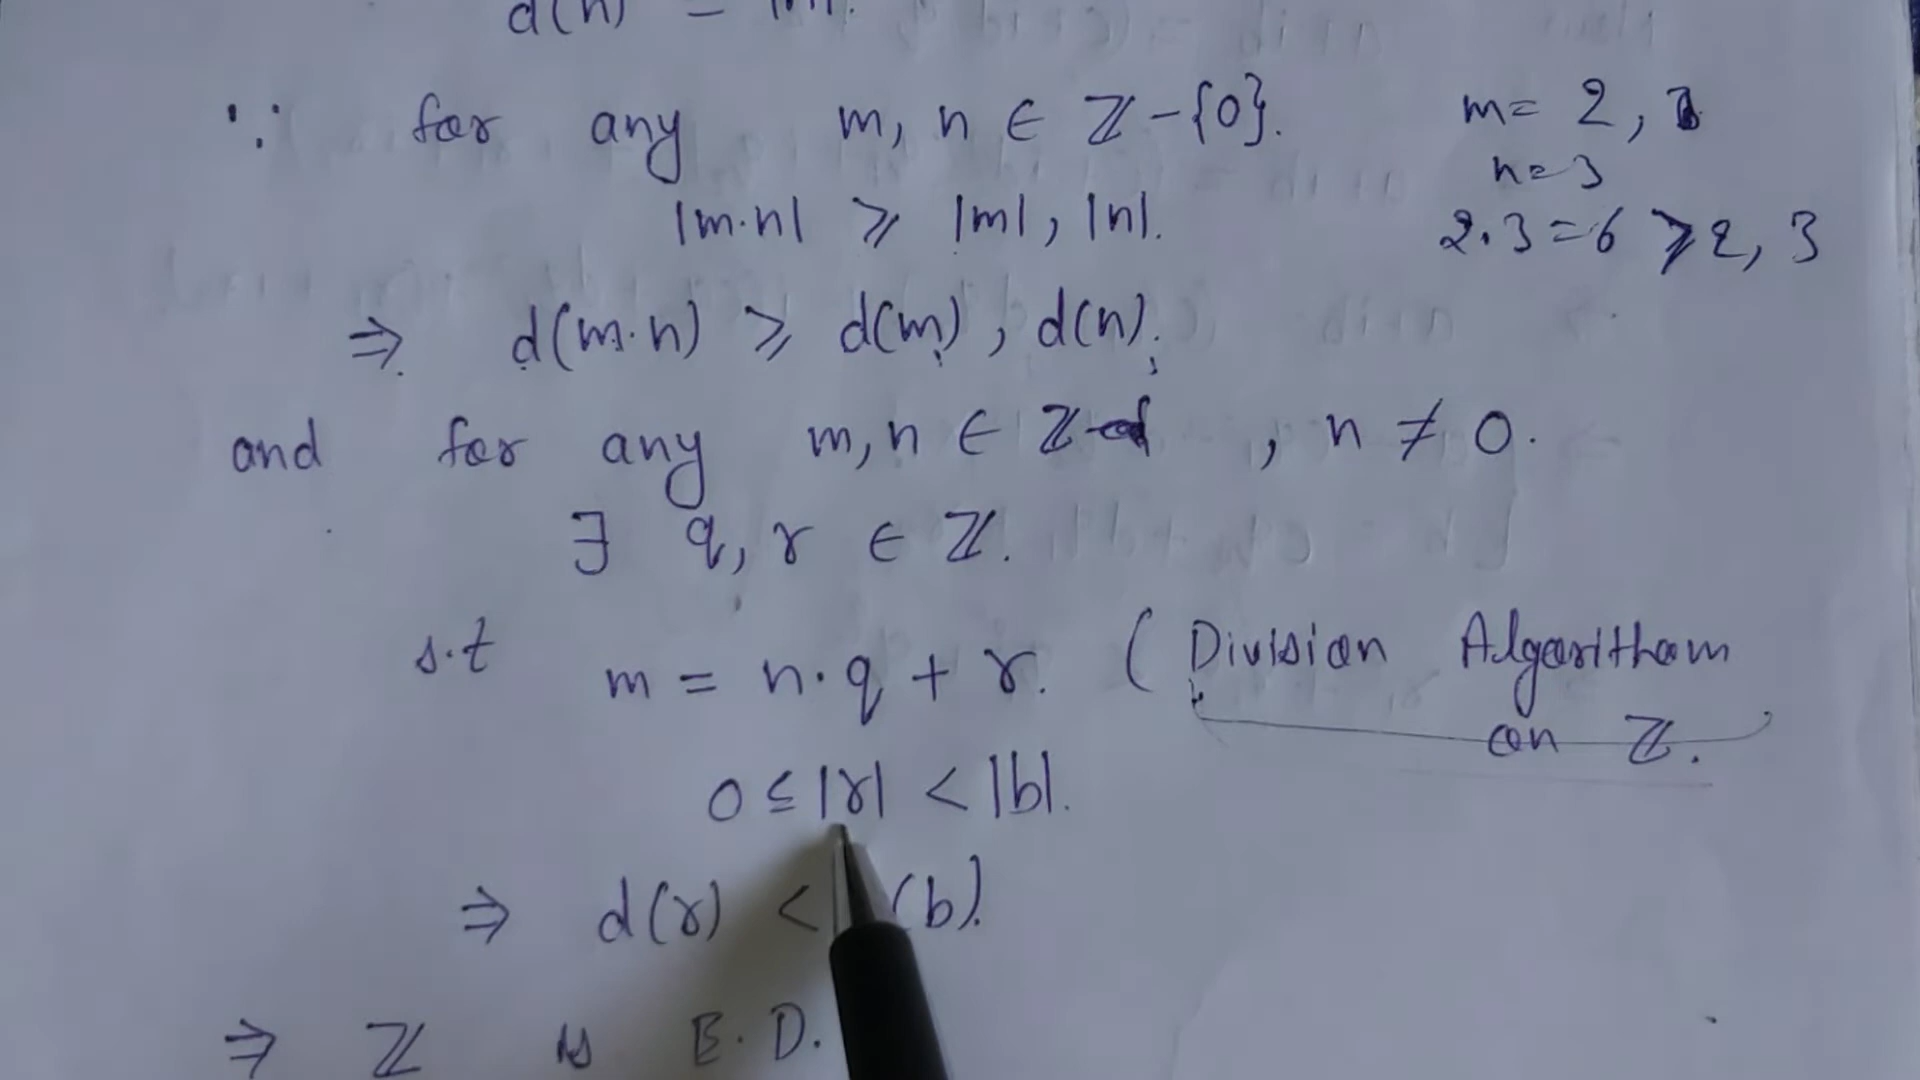 d(n) = |n|.
∵ for any m, n ∈ ℤ-{0}.
m= 2,
n=3
|m·n| ⩾ |m|, |n|.
2.3=6 ⩾ 2, 3
⇒ d(m·n) ⩾ d(m), d(n).
and for any m,n ∈ ℤ , n ≠ 0.
∃ q, r ∈ ℤ.
s.t m = n·q + r. (Division Algoritham
on ℤ.
0 ≤ |r| < |b|.
⇒ d(r) < (b).
⇒ ℤ is E.D.